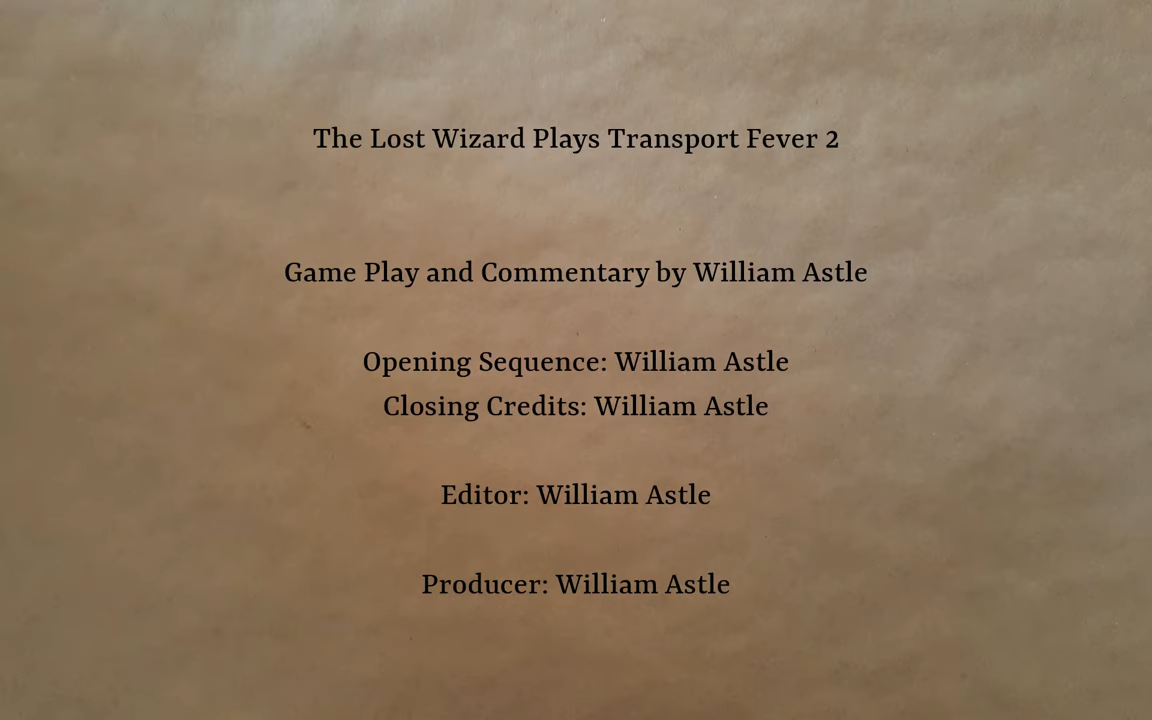 The Lost Wizard Plays Transport Fever 2
Game Play and Commentary by William Astle
Opening Sequence: William Astle
Closing Credits: William Astle
Editor: William Astle
Producer: William Astle